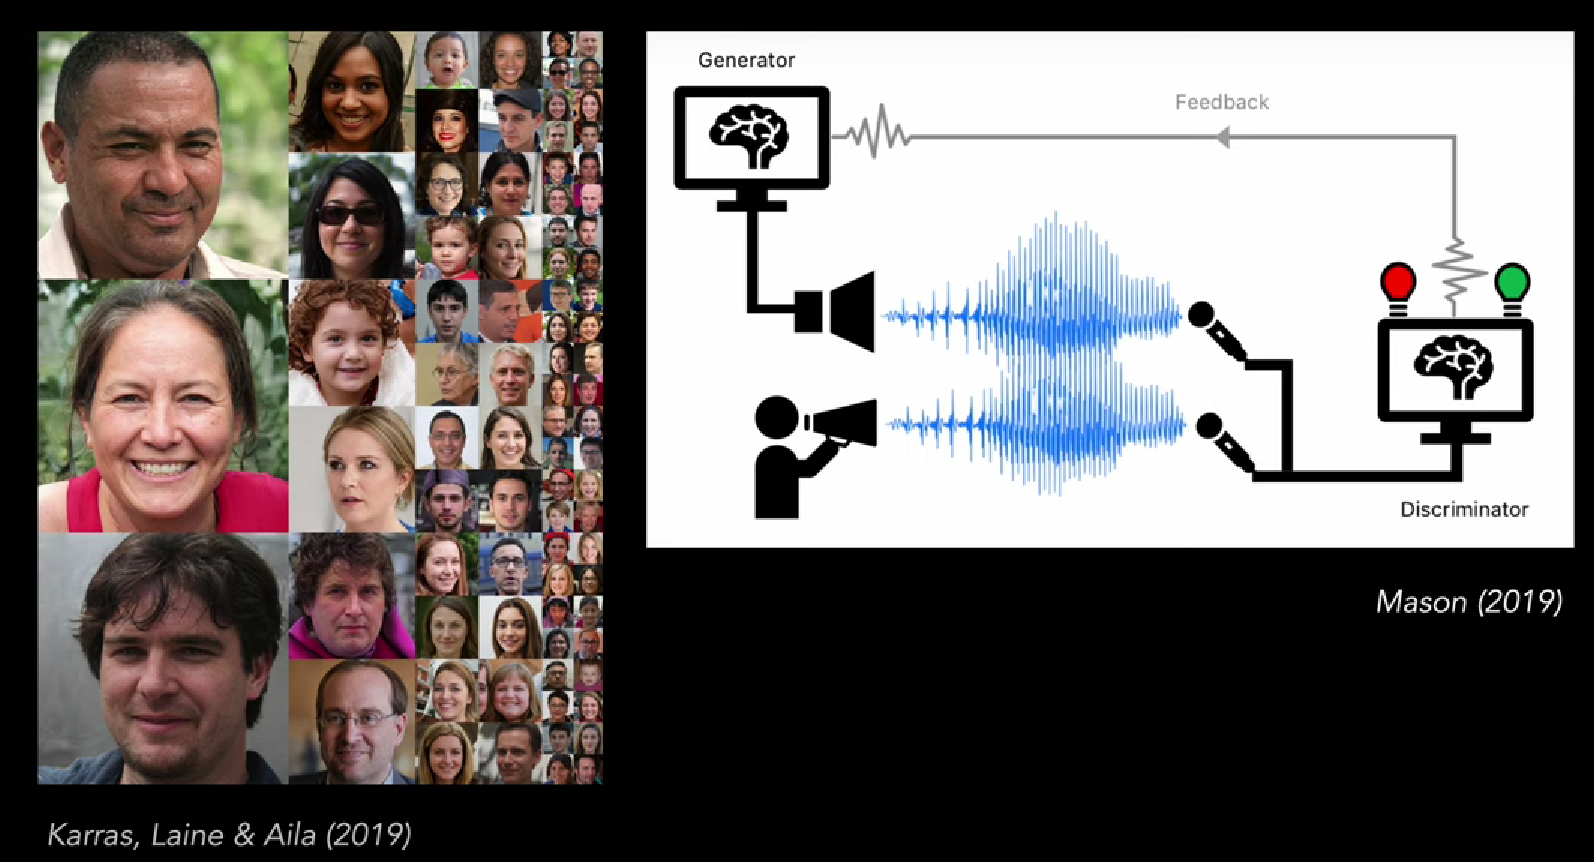 Generator
Feedback
Discriminator
Mason (2019)
Karras, Laine & Aila (2019)